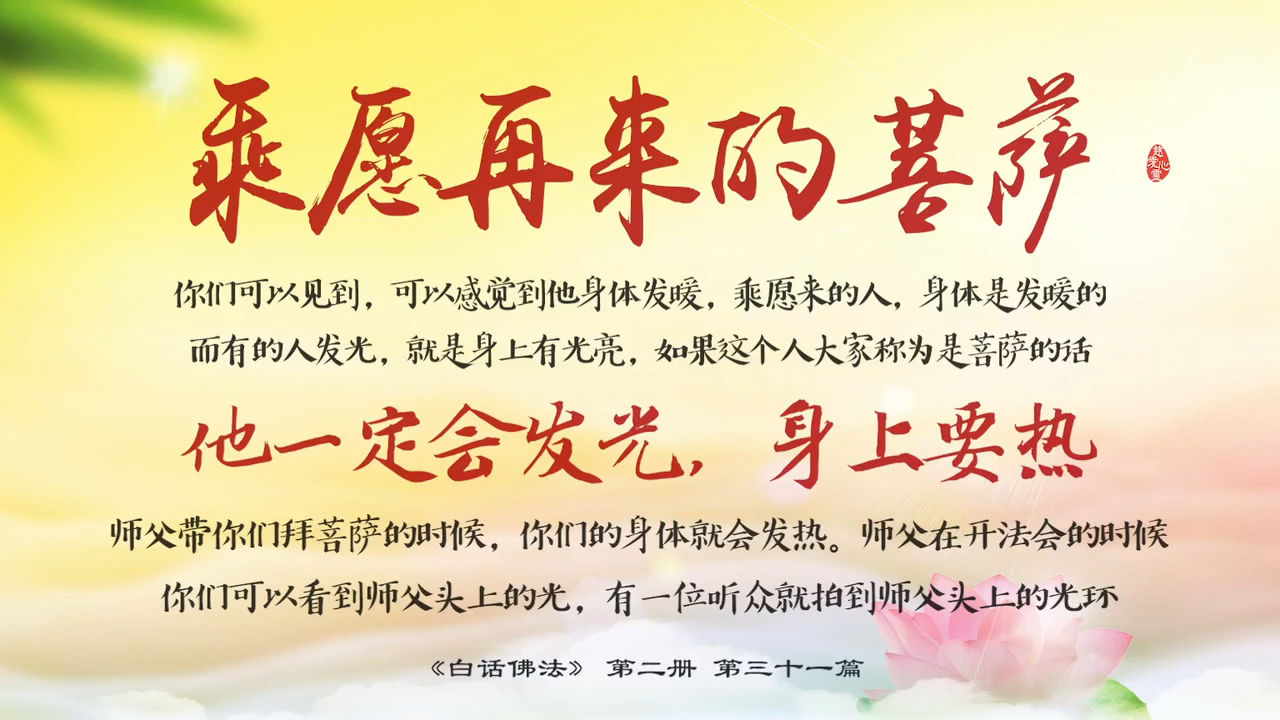 乘愿再来的菩萨
慈心
爱灵
你们可以见到，可以感觉到他身体发暖，乘愿来的人，身体是发暖的
而有的人发光，就是身上有光亮，如果这个人大家称为是菩萨的话
他一定会发光，身上要热
师父带你们拜菩萨的时候，你们的身体就会发热。师父在开法会的时候
你们可以看到师父头上的光，有一位听众就拍到师父头上的光环
《白话佛法》 第二册 第三十一篇